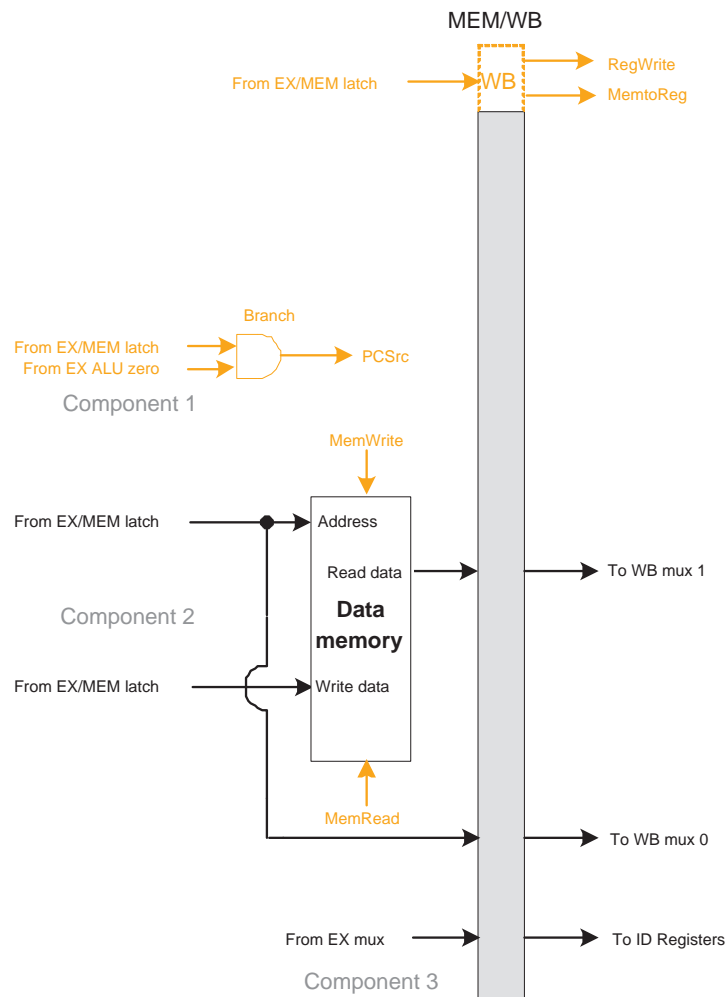 MEM/WB
RegWrite
From EX/MEM latch
WB
MemtoReg
Branch
From EX/MEM latch
PCSrc
From EX ALU zero
Component 1
MemWrite
From EX/MEM latch
Address
Read data
To WB mux 1
Data
memory
Component 2
From EX/MEM latch
Write data
MemRead
To WB mux 0
From EX mux
To ID Registers
Component 3